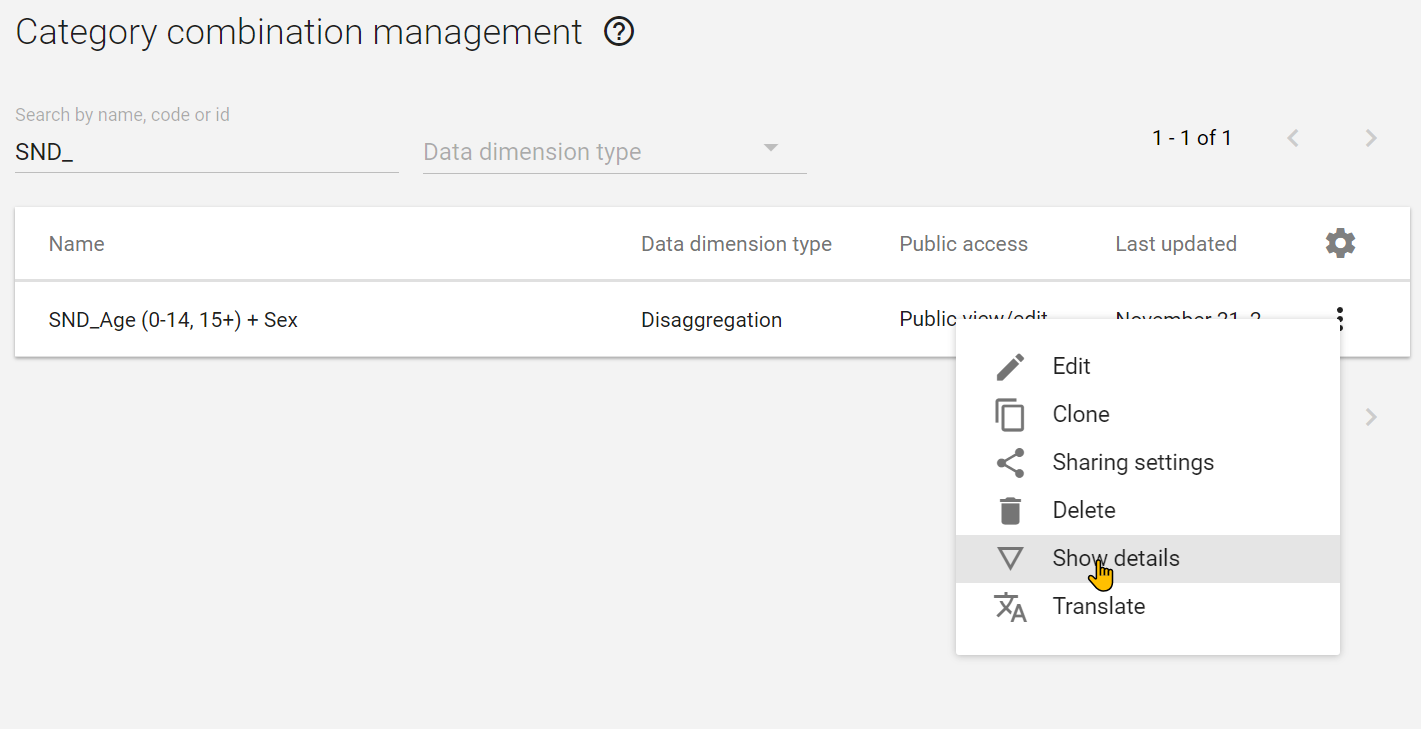 Category combination management
Search by name, code or id
SND_
Data dimension type
1 - 1 of 1
Name Data dimension type Public access Last updated
SND_Age (0-14, 15+) + Sex Disaggregation Public view/edit November 21, 2
Edit
Clone
Sharing settings
Delete
Show details
Translate